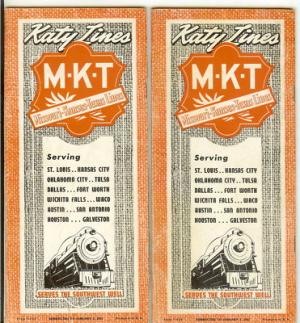 Katy Lines
M-K-T
Missouri-Kansas-Texas Lines
Serving
ST. LOUIS..KANSAS CITY
OKLAHOMA CITY..TULSA
DALLAS...FORT WORTH
WICHITA FALLS...WACO
AUSTIN...SAN ANTONIO
HOUSTON...GALVESTON
SERVES THE SOUTHWEST WELL
Katy Lines
M-K-T
Missouri-Kansas-Texas Lines
Serving
ST. LOUIS..KANSAS CITY
OKLAHOMA CITY..TULSA
DALLAS...FORT WORTH
WICHITA FALLS...WACO
AUSTIN...SAN ANTONIO
HOUSTON...GALVESTON
SERVES THE SOUTHWEST WELL